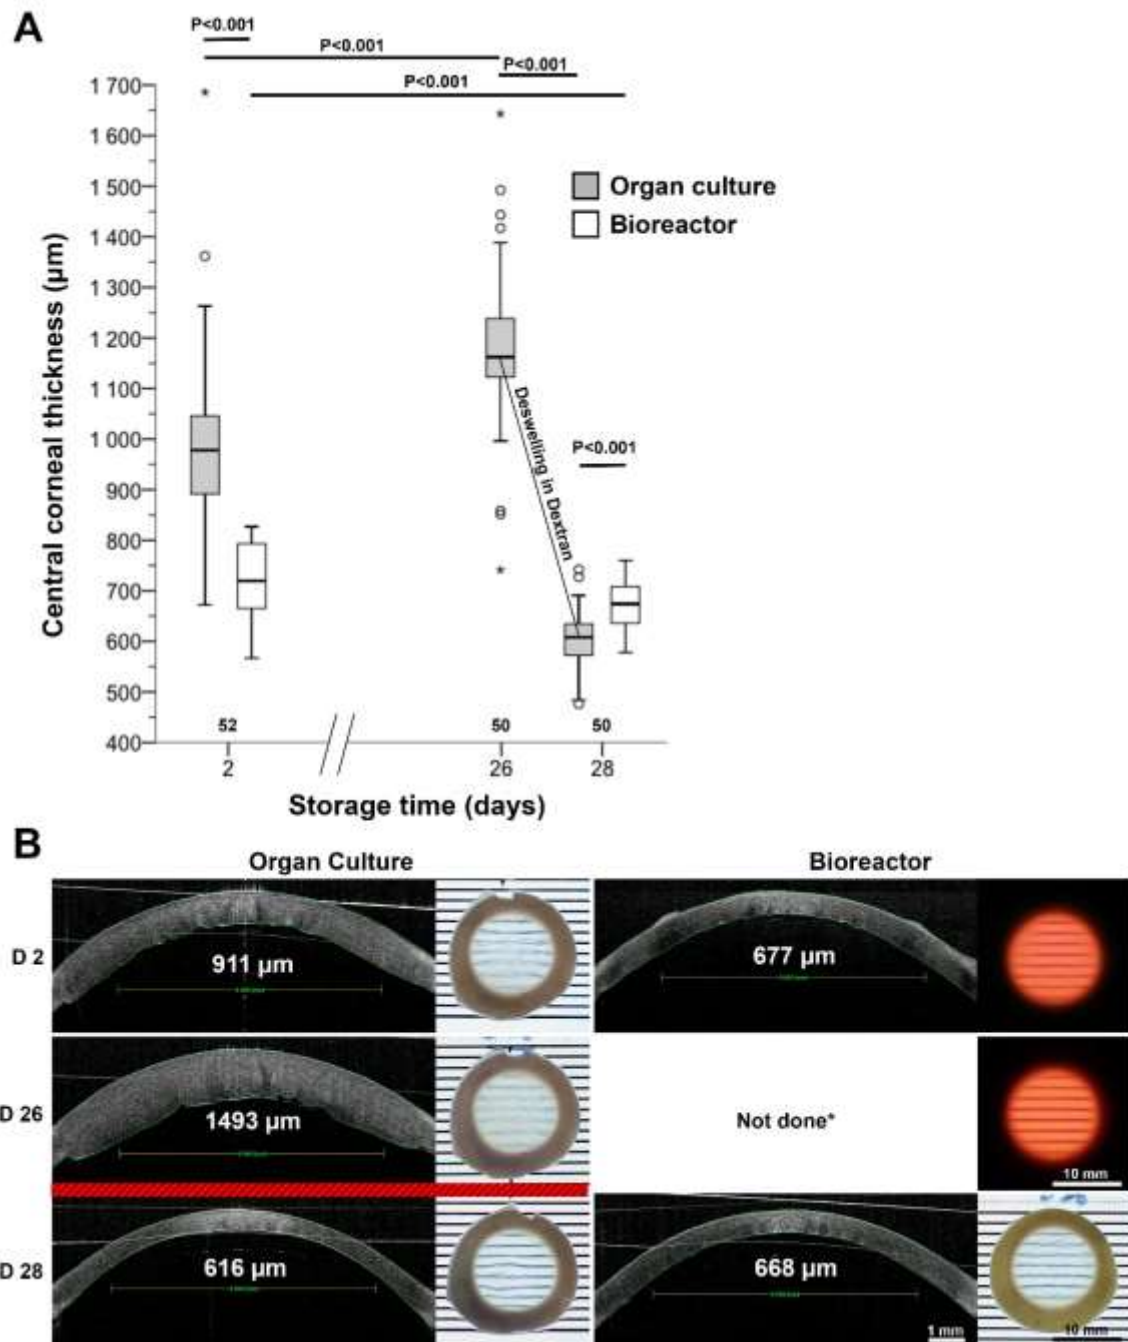 A
P<0.001
P<0.001
P<0.001
P<0.001
1 700
1 600
1 500
1 400
1 300
1 200
1 100
1 000
900
800
700
600
500
400
Central corneal thickness (µm)
Organ culture
Bioreactor
Deswelling in Dextran
P<0.001
52
50
50
2
26
28
Storage time (days)
B
Organ Culture
Bioreactor
D 2
911 µm
677 µm
D 26
1493 µm
Not done*
10 mm
D 28
616 µm
668 µm
1 mm
10 mm